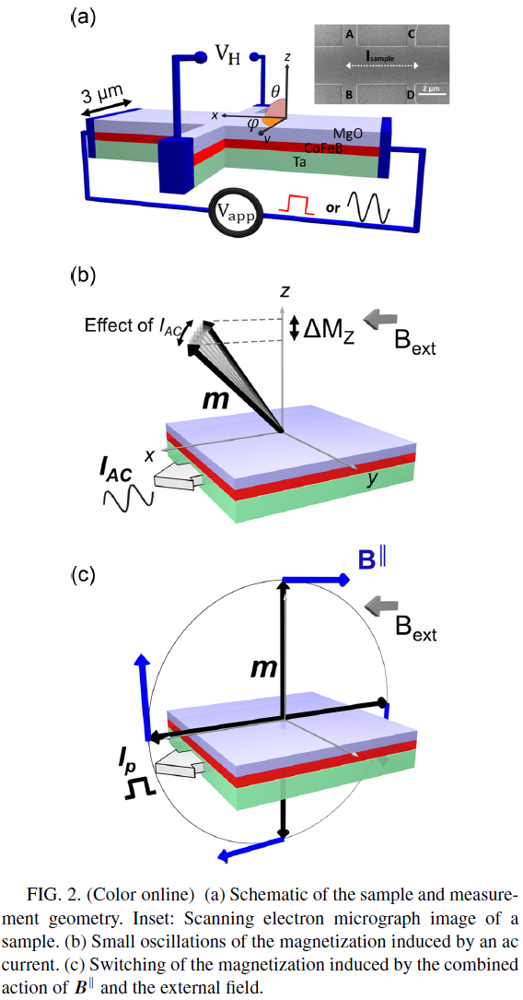 (a)
V_H
A C
I_sample
B D
2 μm
3 μm
z
θ
x
φ
y
MgO
CoFeB
Ta
V_app
or
(b)
z
Effect of I_AC
ΔM_Z
B_ext
m
x
I_AC
y
(c)
B^∥
B_ext
m
I_p
FIG. 2. (Color online) (a) Schematic of the sample and measure-
ment geometry. Inset: Scanning electron micrograph image of a
sample. (b) Small oscillations of the magnetization induced by an ac
current. (c) Switching of the magnetization induced by the combined
action of B^∥ and the external field.